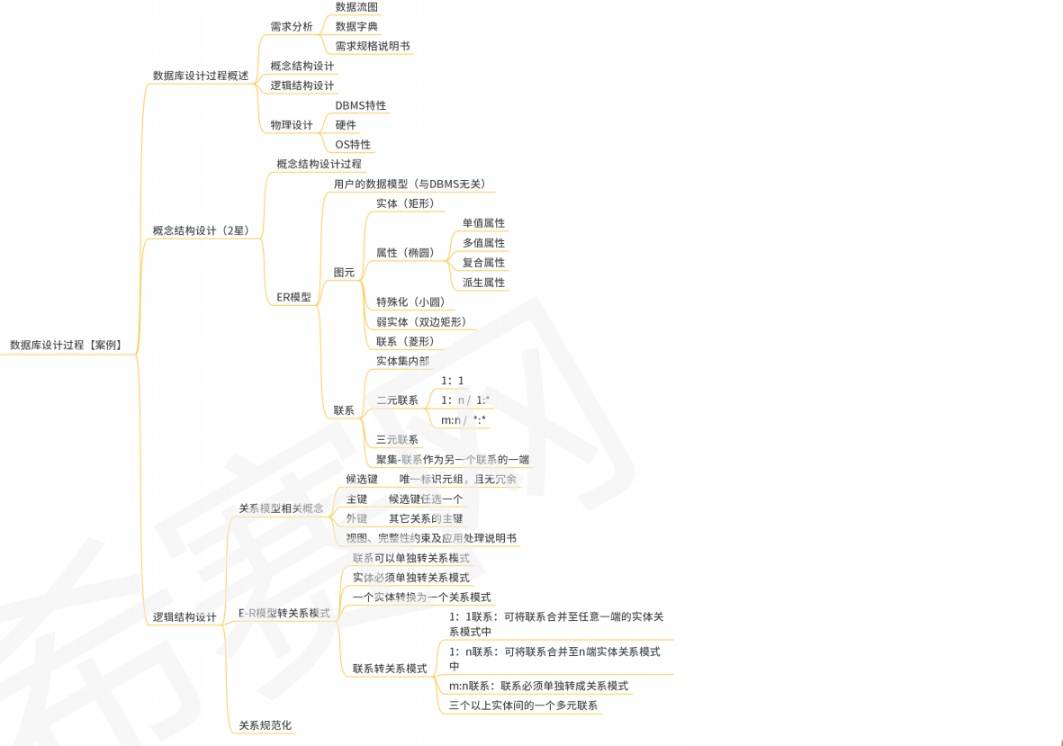 数据流图
需求分析
数据字典
需求规格说明书
概念结构设计
数据库设计过程概述
逻辑结构设计
DBMS特性
物理设计
硬件
OS特性
概念结构设计过程
用户的数据模型（与DBMS无关）
实体（矩形）
单值属性
概念结构设计（2星）
多值属性
属性（椭圆）
复合属性
图元
派生属性
ER模型
特殊化（小圆）
弱实体（双边矩形）
联系（菱形）
数据库设计过程【案例】
实体集内部
1：1
二元联系
1：n / 1:*
联系
m:n / *:*
三元联系
聚集-联系作为另一个联系的一端
候选键 唯一标识元组，且无冗余
主键 候选键任选一个
关系模型相关概念
外键 其它关系的主键
视图、完整性约束及应用处理说明书
联系可以单独转关系模式
实体必须单独转关系模式
一个实体转换为一个关系模式
逻辑结构设计
E-R模型转关系模式
1：1联系：可将联系合并至任意一端的实体关
系模式中
1：n联系：可将联系合并至n端实体关系模式
中
联系转关系模式
m:n联系：联系必须单独转成关系模式
三个以上实体间的一个多元联系
关系规范化
希赛网